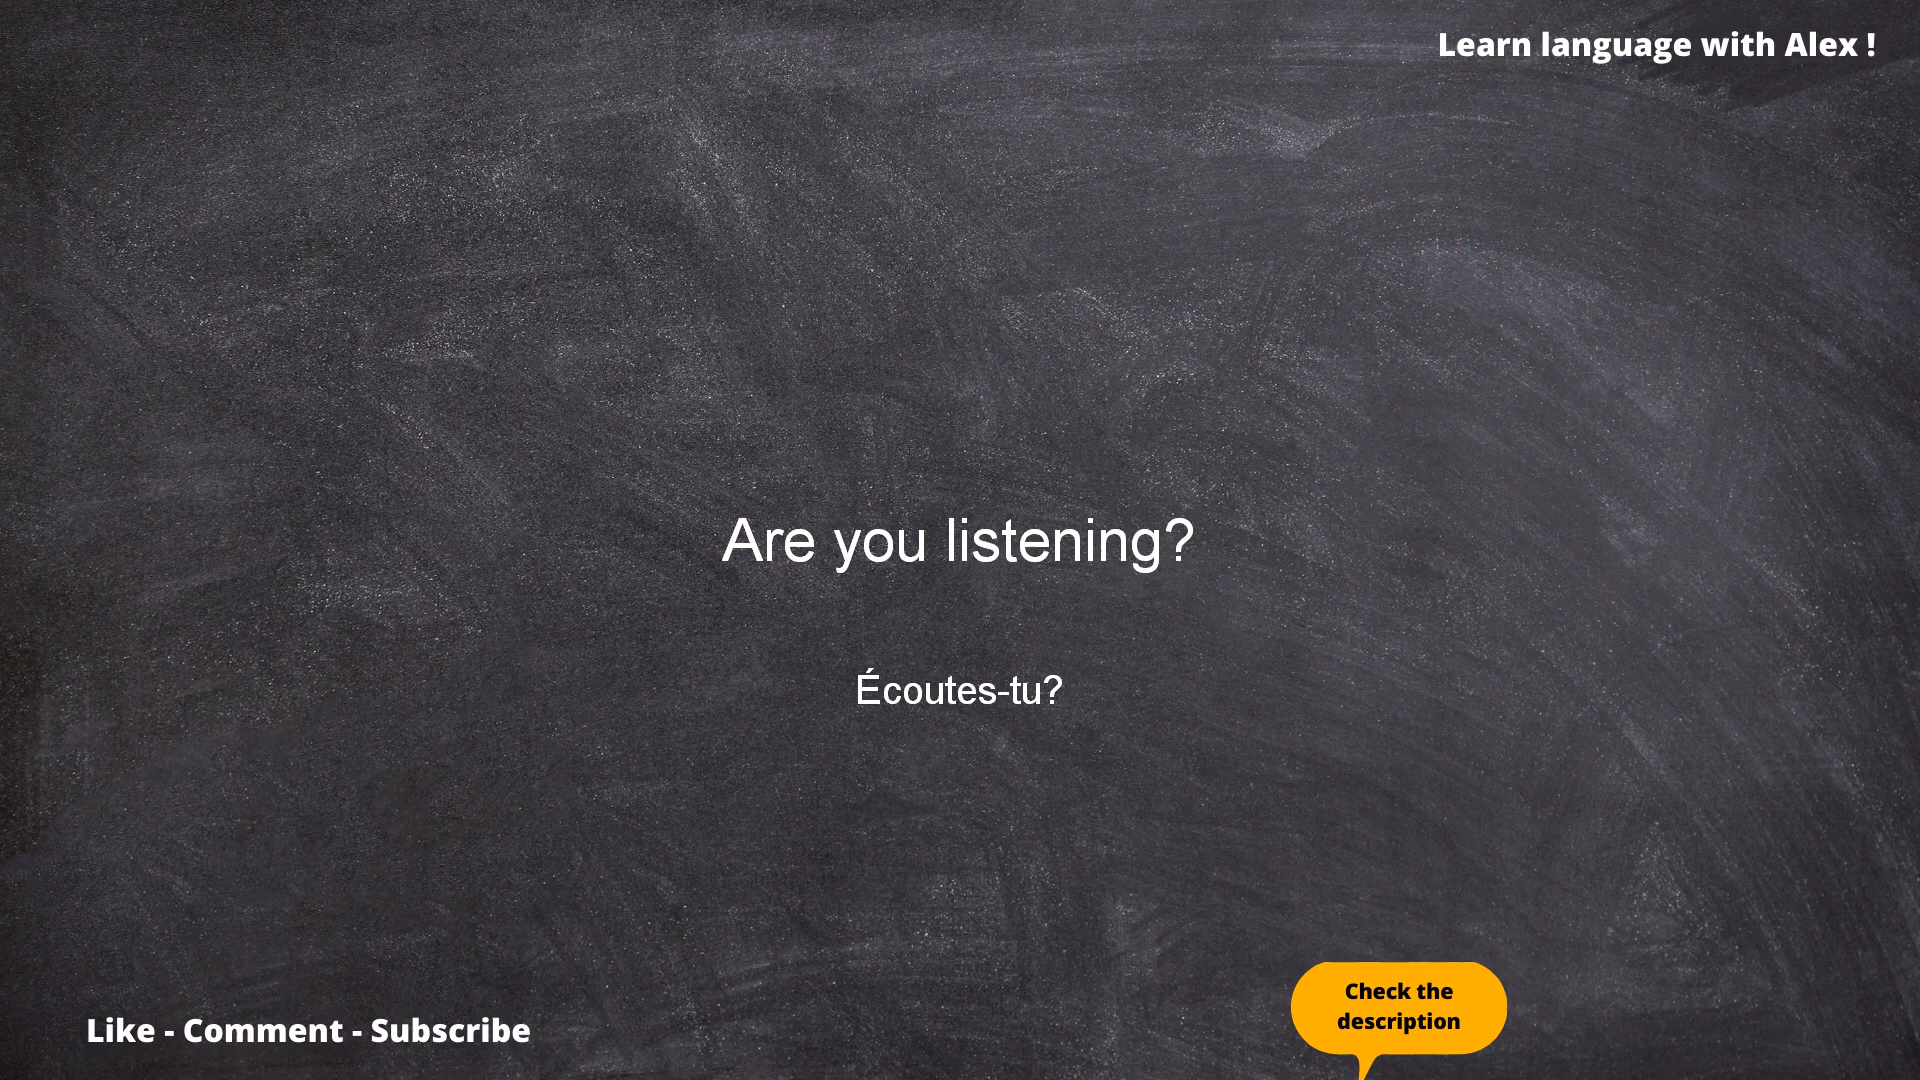 Learn language with Alex !
Are you listening?
Écoutes-tu?
Check the
description
Like - Comment - Subscribe